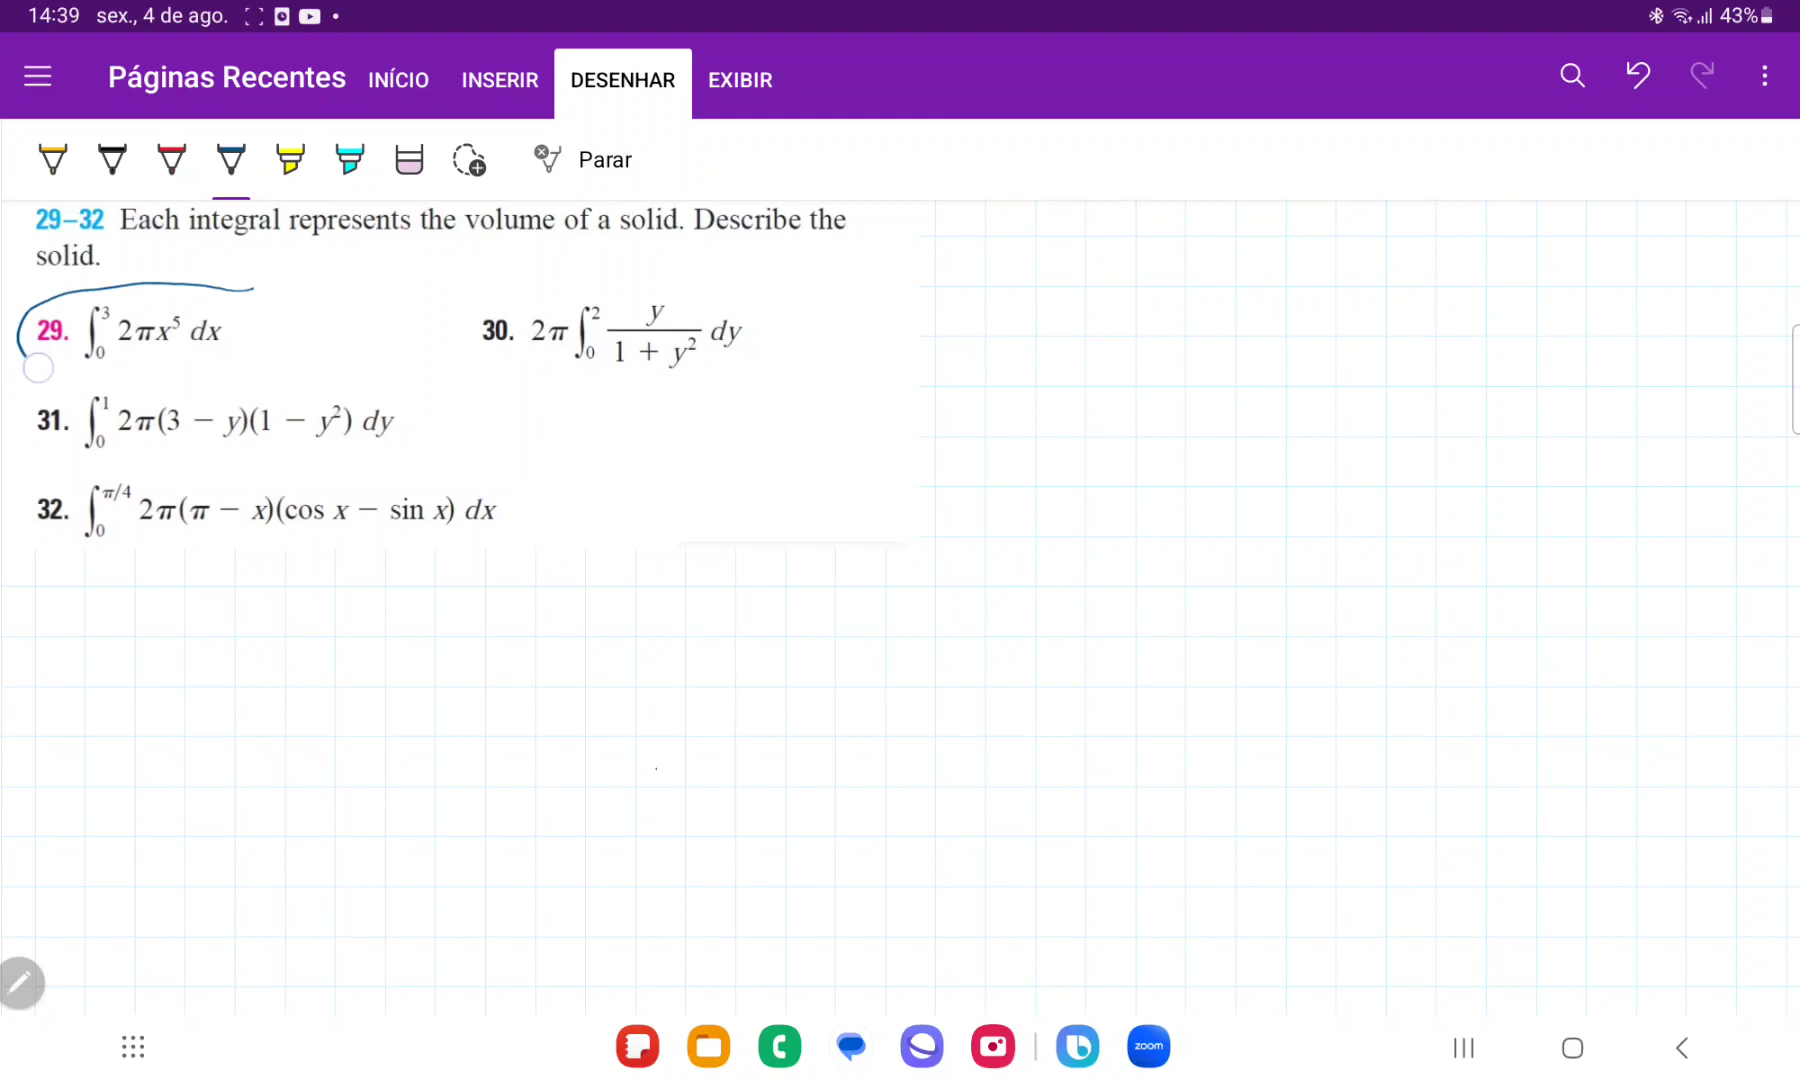 14:39 sex., 4 de ago. 43%
Páginas Recentes INÍCIO INSERIR DESENHAR EXIBIR
Parar
29–32 Each integral represents the volume of a solid. Describe the
solid.
29. ∫₀³ 2πx⁵ dx
30. 2π ∫₀² y/(1 + y²) dy
31. ∫₀¹ 2π(3 − y)(1 − y²) dy
32. ∫₀^(π/4) 2π(π − x)(cos x − sin x) dx
zoom